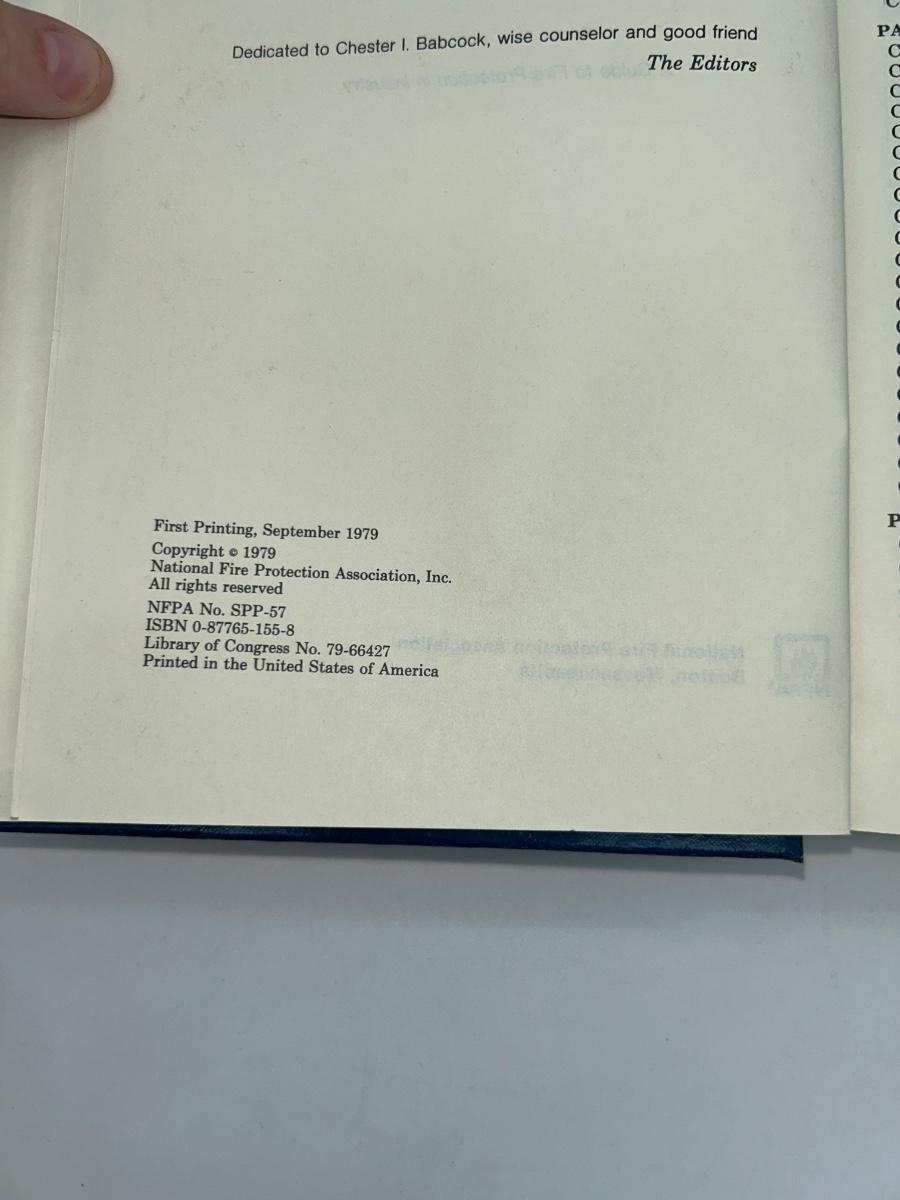 Dedicated to Chester I. Babcock, wise counselor and good friend
The Editors
First Printing, September 1979
Copyright © 1979
National Fire Protection Association, Inc.
All rights reserved
NFPA No. SPP-57
ISBN 0-87765-155-8
Library of Congress No. 79-66427
Printed in the United States of America